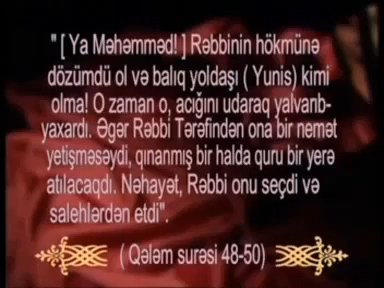 " [ Ya Məhəmməd! ] Rəbbinin hökmünə
dözümdü ol və balıq yoldaşı ( Yunis) kimi
olma! O zaman o, acığını udaraq yalvarıb-
yaxardı. Əgər Rəbbi Tərəfindən ona bir nemət
yetişməsəydi, qınanmış bir halda quru bir yerə
atılacaqdı. Nəhayət, Rəbbi onu seçdi və
salehlərdən etdi".
( Qələm surəsi 48-50)